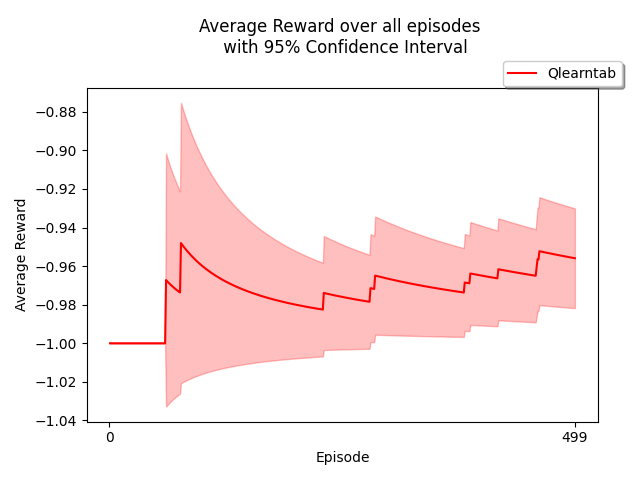 Average Reward over all episodes
with 95% Confidence Interval
Qlearntab
−0.88
−0.90
−0.92
−0.94
−0.96
−0.98
−1.00
−1.02
−1.04
Average Reward
0
499
Episode